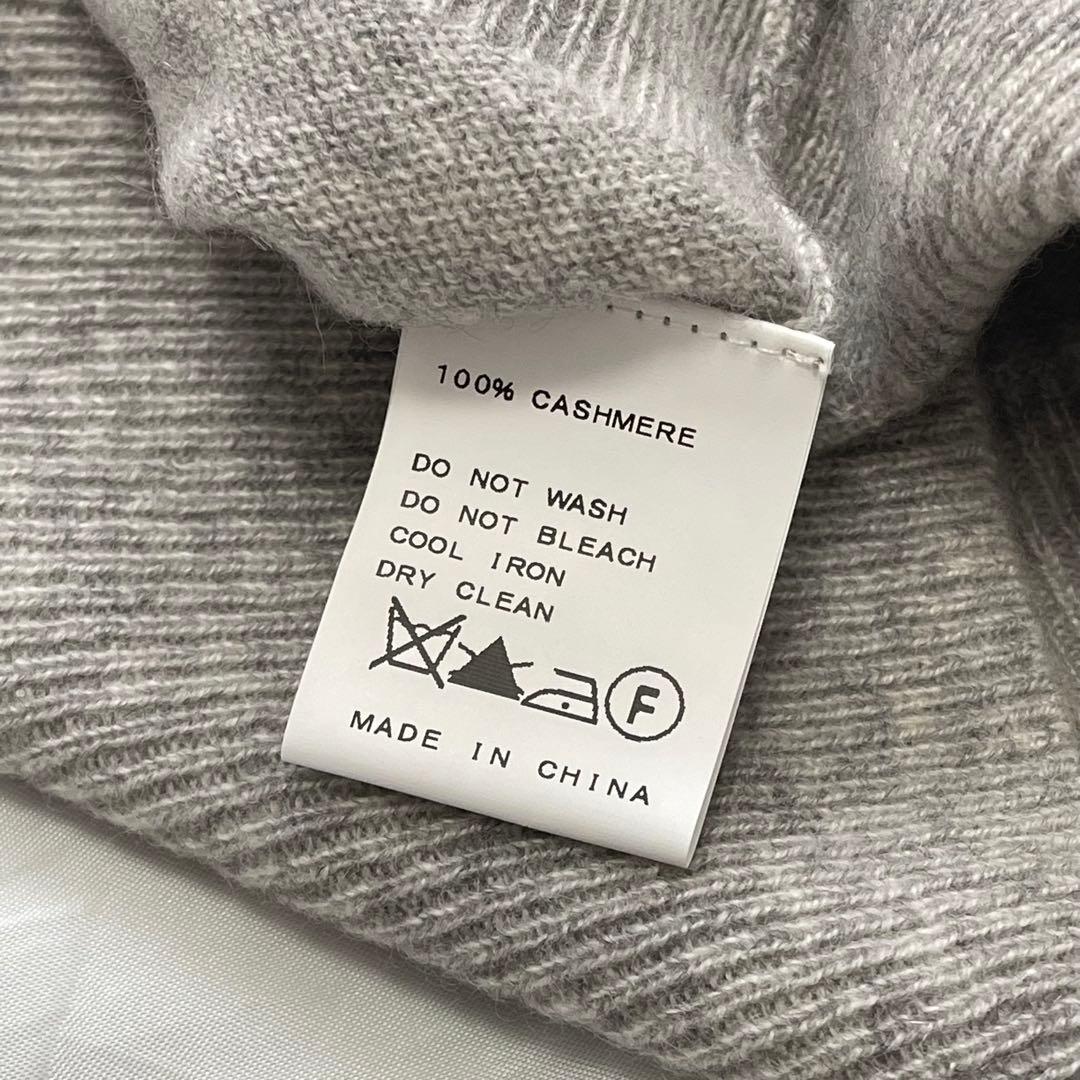 100% CASHMERE
DO NOT WASH
DO NOT BLEACH
COOL IRON
DRY CLEAN
F
MADE IN CHINA